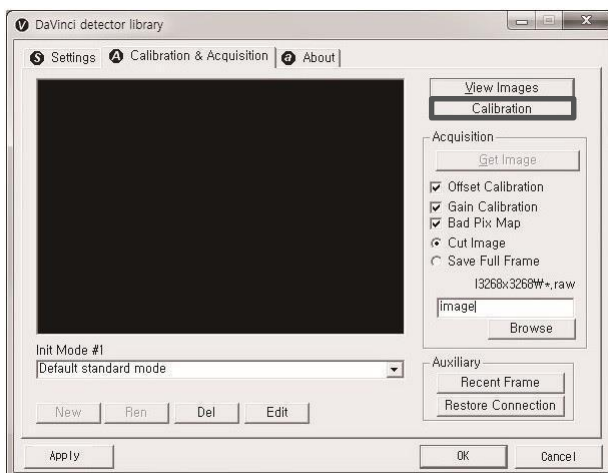 DaVinci detector library
Settings
Calibration & Acquisition
About
View Images
Calibration
Acquisition
Get Image
Offset Calibration
Gain Calibration
Bad Pix Map
Cut Image
Save Full Frame
I3268x3268₩*.raw
image
Browse
Init Mode #1
Default standard mode
New
Ren
Del
Edit
Auxiliary
Recent Frame
Restore Connection
Apply
OK
Cancel